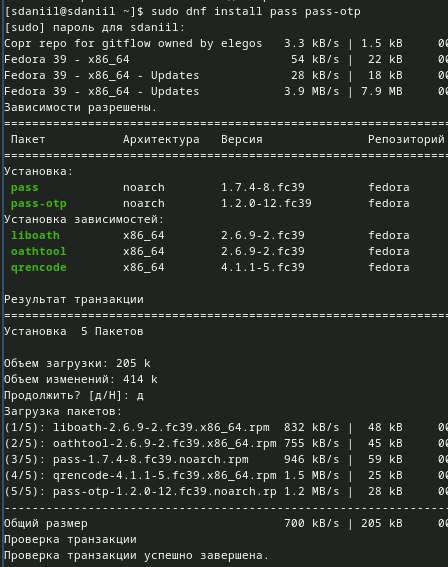 [sdaniil@sdaniil ~]$ sudo dnf install pass pass-otp
[sudo] пароль для sdaniil:
Copr repo for gitflow owned by elegos   3.3 kB/s | 1.5 kB     00
Fedora 39 - x86_64                       54 kB/s |  22 kB     00
Fedora 39 - x86_64 - Updates             28 kB/s |  18 kB     00
Fedora 39 - x86_64 - Updates            3.9 MB/s | 7.9 MB     00
Зависимости разрешены.
================================================================
 Пакет           Архитектура   Версия               Репозиторий
================================================================
Установка:
 pass            noarch        1.7.4-8.fc39         fedora
 pass-otp        noarch        1.2.0-12.fc39        fedora
Установка зависимостей:
 liboath         x86_64        2.6.9-2.fc39         fedora
 oathtool        x86_64        2.6.9-2.fc39         fedora
 qrencode        x86_64        4.1.1-5.fc39         fedora

Результат транзакции
================================================================
Установка  5 Пакетов

Объем загрузки: 205 k
Объем изменений: 414 k
Продолжить? [д/Н]: д
Загрузка пакетов:
(1/5): liboath-2.6.9-2.fc39.x86_64.rpm  832 kB/s |  48 kB     00
(2/5): oathtool-2.6.9-2.fc39.x86_64.rpm 755 kB/s |  45 kB     00
(3/5): pass-1.7.4-8.fc39.noarch.rpm     946 kB/s |  59 kB     00
(4/5): qrencode-4.1.1-5.fc39.x86_64.rpm 1.5 MB/s |  25 kB     00
(5/5): pass-otp-1.2.0-12.fc39.noarch.rp 1.2 MB/s |  28 kB     00
----------------------------------------------------------------
Общий размер                            700 kB/s | 205 kB     00
Проверка транзакции
Проверка транзакции успешно завершена.